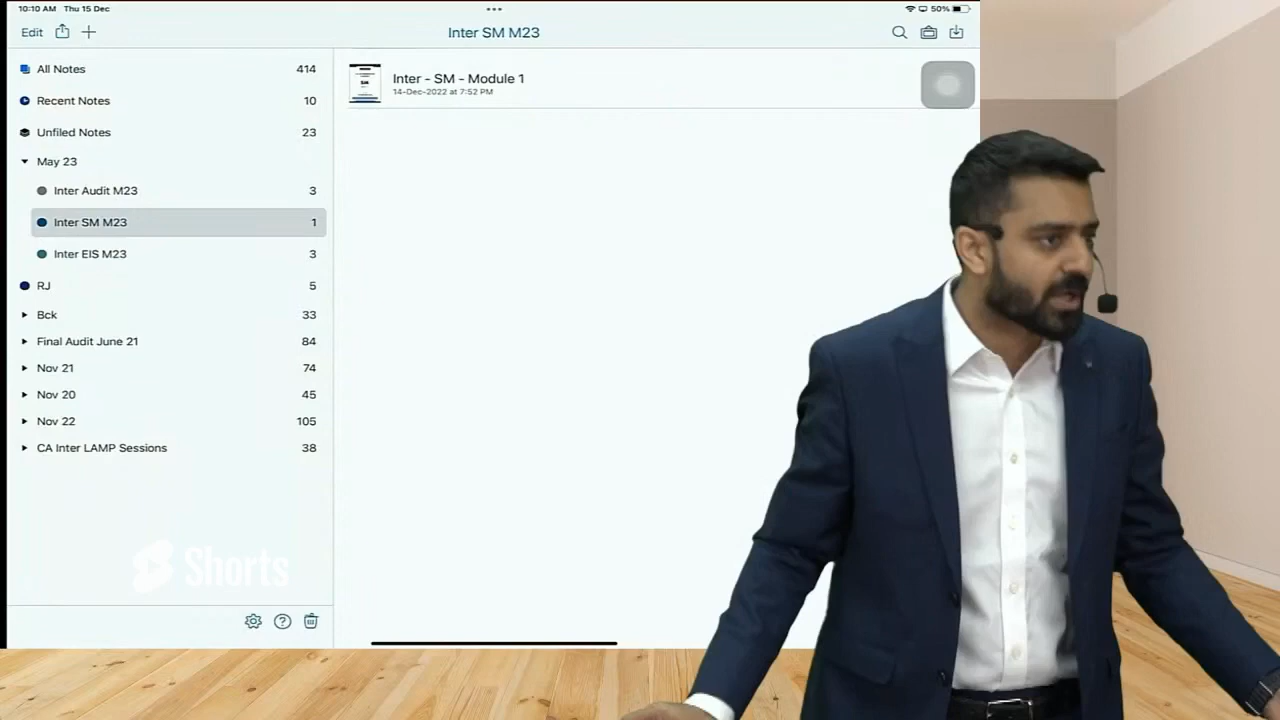 10:10 AM Thu 15 Dec
50%
Edit
Inter SM M23
All Notes 414
Recent Notes 10
Unfiled Notes 23
May 23
Inter Audit M23 3
Inter SM M23 1
Inter EIS M23 3
RJ 5
Bck 33
Final Audit June 21 84
Nov 21 74
Nov 20 45
Nov 22 105
CA Inter LAMP Sessions 38
Inter - SM - Module 1
14-Dec-2022 at 7:52 PM
Shorts